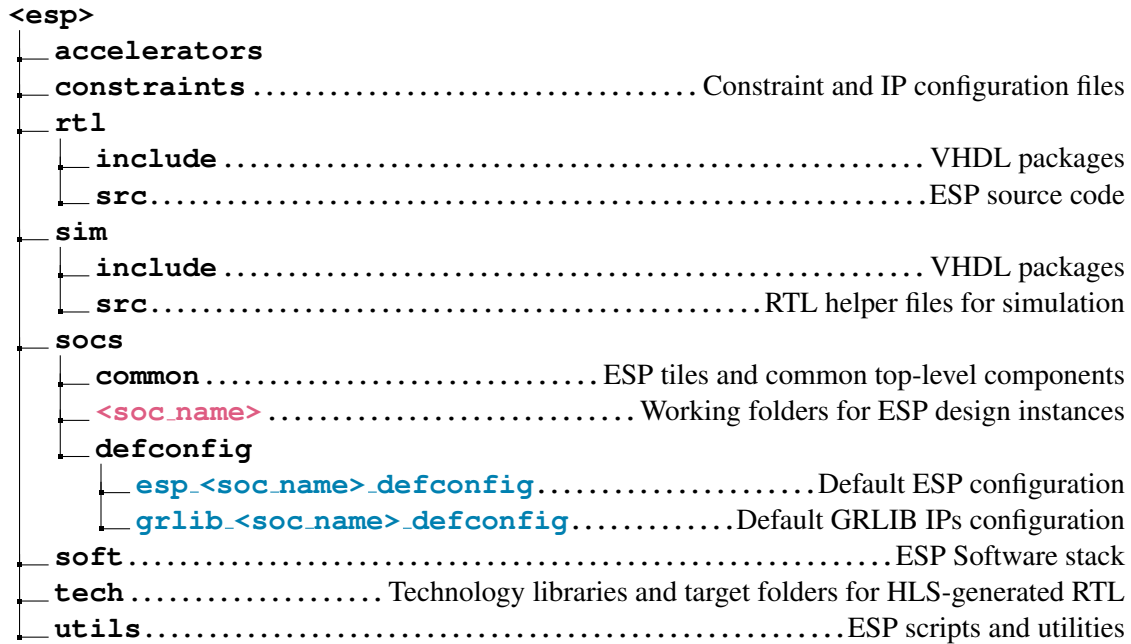 <esp>
accelerators
constraints.................................Constraint and IP configuration files
rtl
include....................................................VHDL packages
src.........................................................ESP source code
sim
include....................................................VHDL packages
src.............................................RTL helper files for simulation
socs
common.............................ESP tiles and common top-level components
<soc_name>...........................Working folders for ESP design instances
defconfig
esp_<soc_name>_defconfig.....................Default ESP configuration
grlib_<soc_name>_defconfig.............Default GRLIB IPs configuration
soft........................................................ESP Software stack
tech...................Technology libraries and target folders for HLS-generated RTL
utils....................................................ESP scripts and utilities